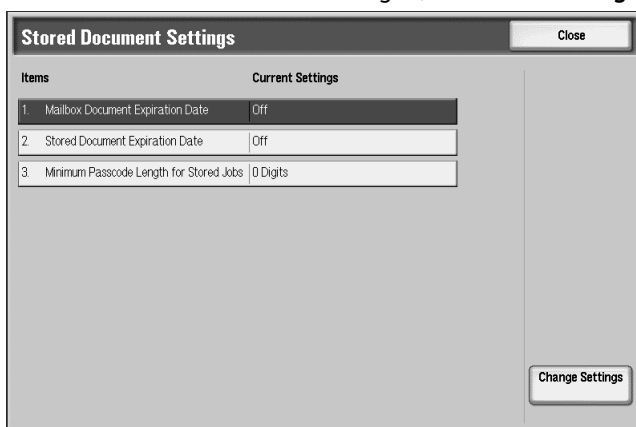 Stored Document Settings
Close
Items
Current Settings
1. Mailbox Document Expiration Date
Off
2. Stored Document Expiration Date
Off
3. Minimum Passcode Length for Stored Jobs
0 Digits
Change Settings